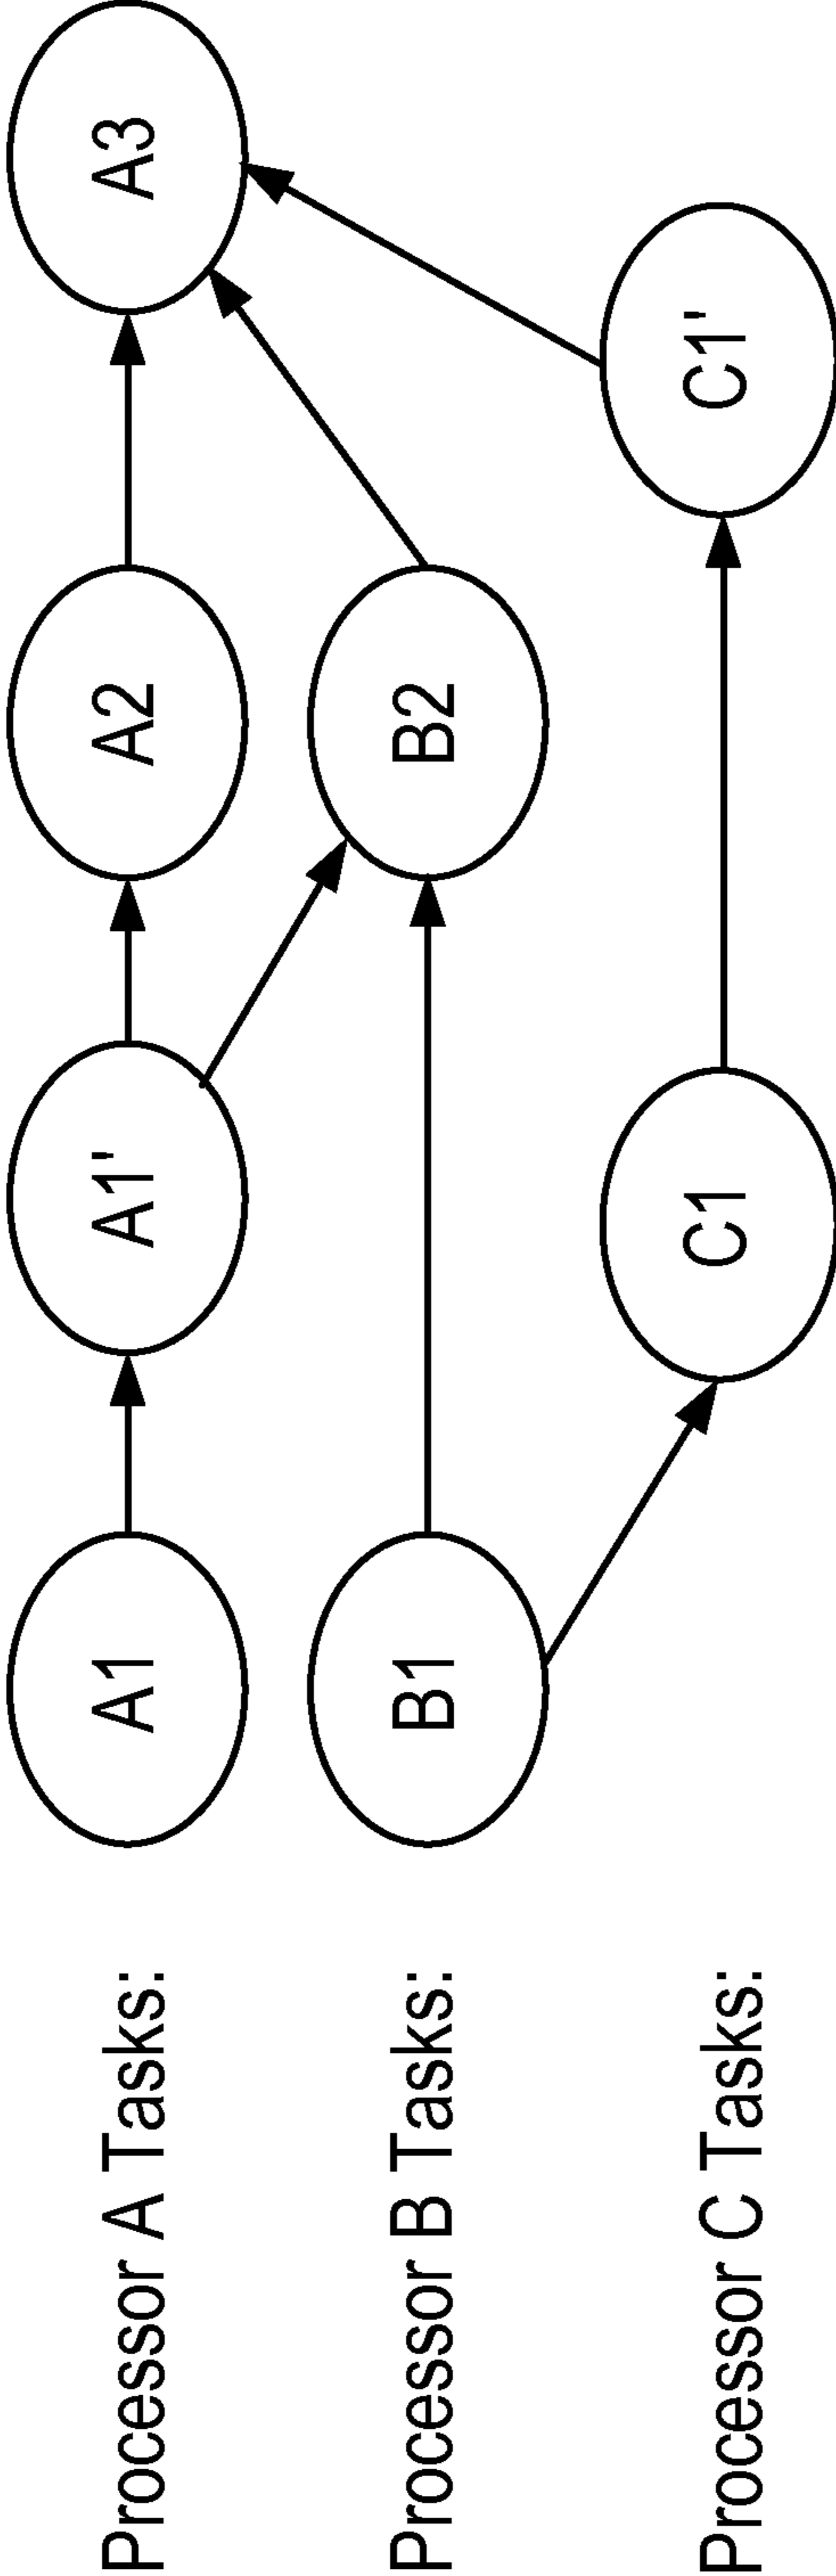 Processor A Tasks: A1 A1' A2 A3
Processor B Tasks: B1 B2
Processor C Tasks: C1 C1'